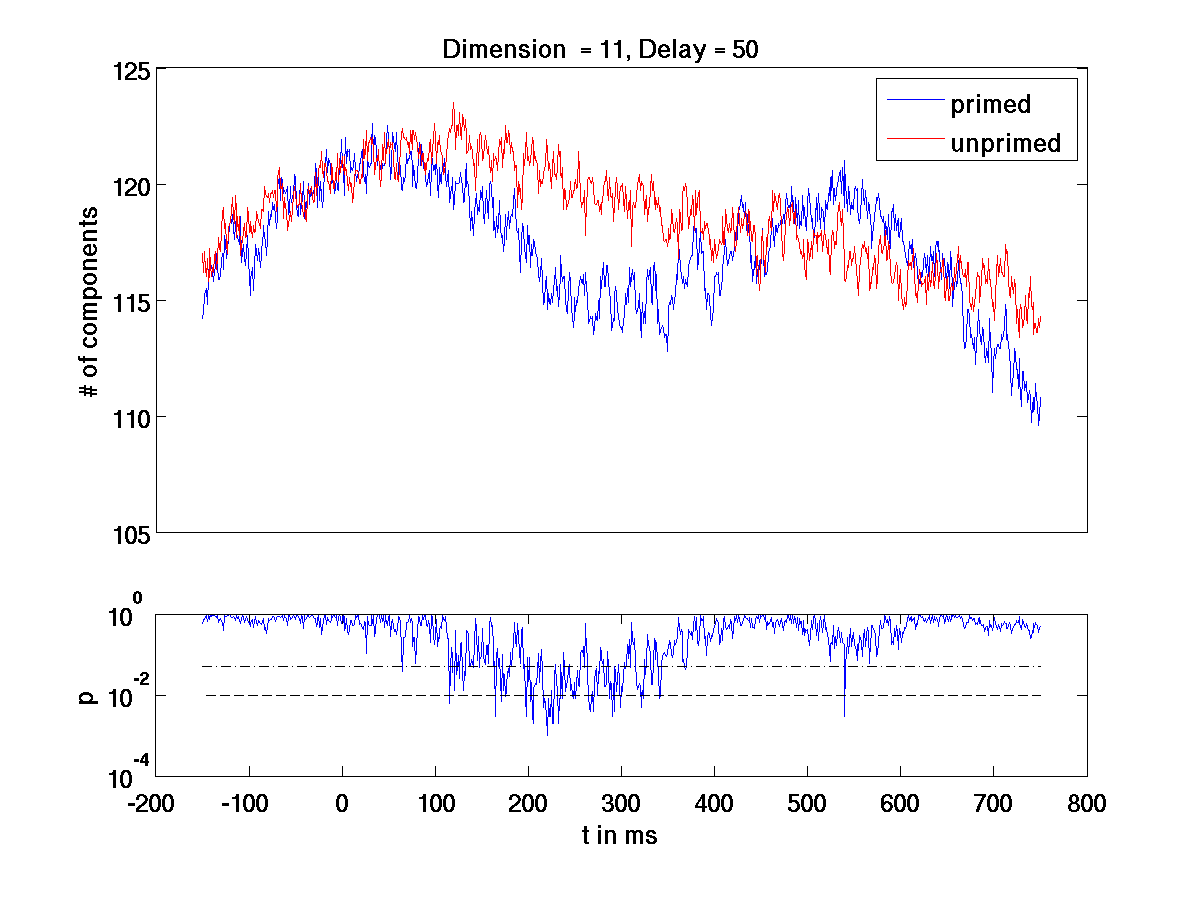 Dimension = 11, Delay = 50
125
primed
unprimed
120
115
110
105
# of components
10^0
10^-2
10^-4
p
-200 -100 0 100 200 300 400 500 600 700 800
t in ms